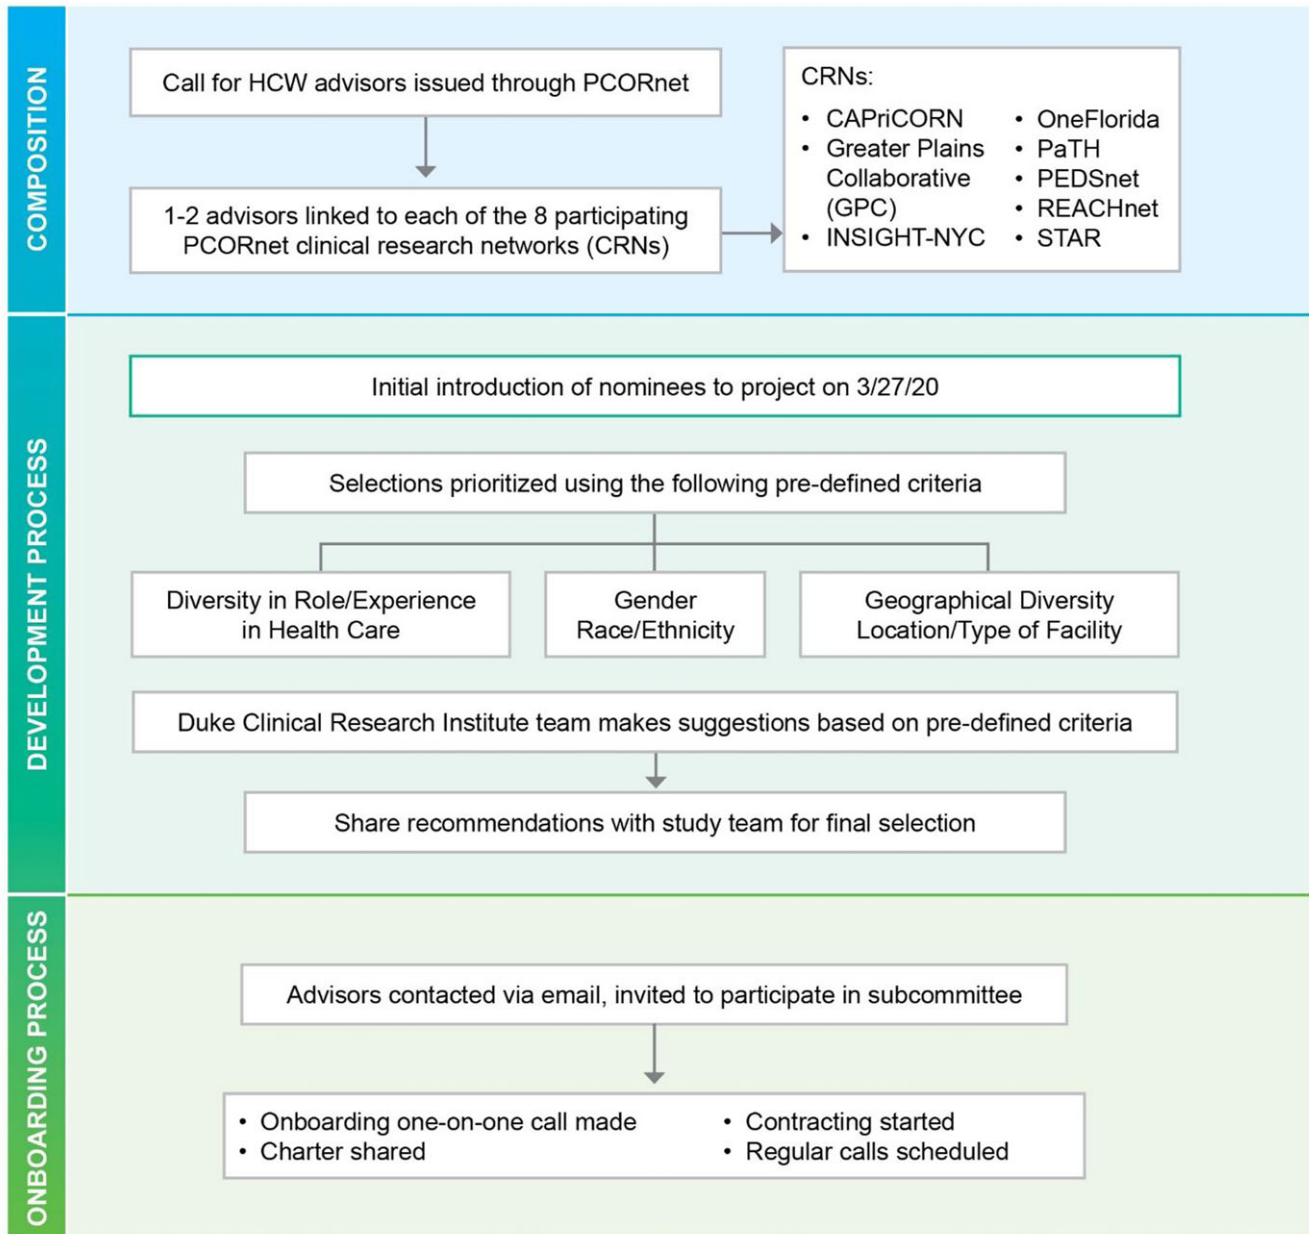 COMPOSITION
Call for HCW advisors issued through PCORnet
1-2 advisors linked to each of the 8 participating
PCORnet clinical research networks (CRNs)
CRNs:
• CAPriCORN
• Greater Plains
Collaborative
(GPC)
• INSIGHT-NYC
• OneFlorida
• PaTH
• PEDSnet
• REACHnet
• STAR
DEVELOPMENT PROCESS
Initial introduction of nominees to project on 3/27/20
Selections prioritized using the following pre-defined criteria
Diversity in Role/Experience
in Health Care
Gender
Race/Ethnicity
Geographical Diversity
Location/Type of Facility
Duke Clinical Research Institute team makes suggestions based on pre-defined criteria
Share recommendations with study team for final selection
ONBOARDING PROCESS
Advisors contacted via email, invited to participate in subcommittee
• Onboarding one-on-one call made
• Charter shared
• Contracting started
• Regular calls scheduled